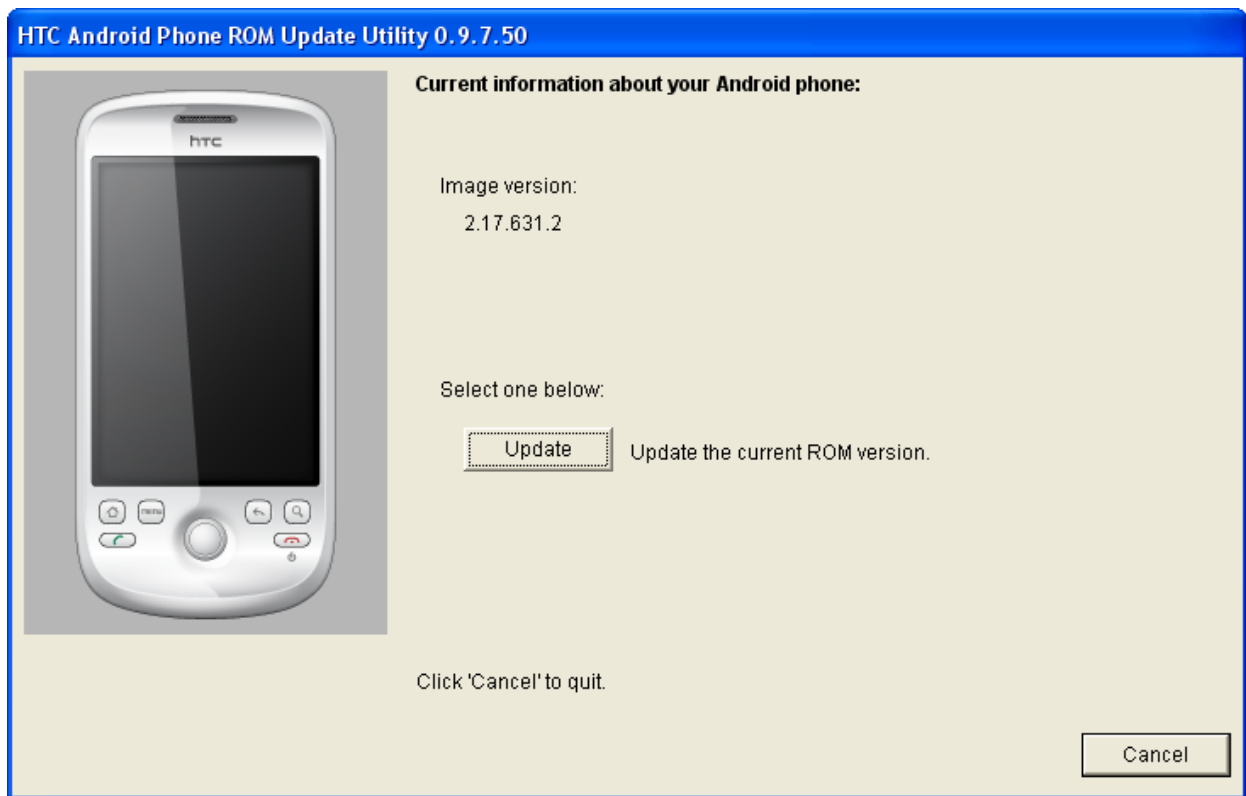 HTC Android Phone ROM Update Utility 0.9.7.50
Current information about your Android phone:
hTC
Image version:
2.17.631.2
Select one below:
Update Update the current ROM version.
menu
Click 'Cancel' to quit.
Cancel